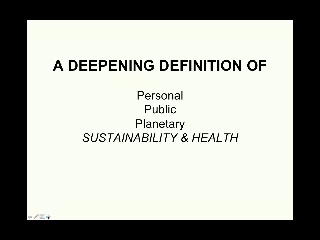 A DEEPENING DEFINITION OF
Personal
Public
Planetary
SUSTAINABILITY & HEALTH